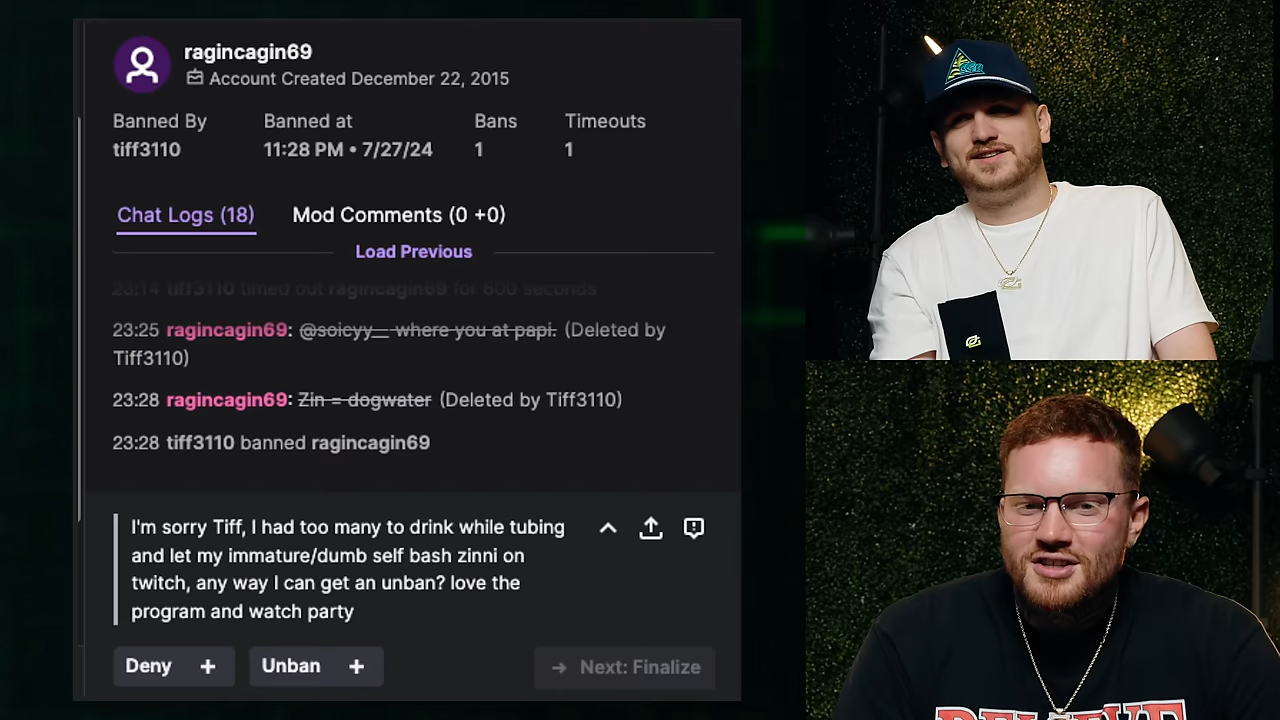 ragincagin69
Account Created December 22, 2015
Banned By
Banned at
Bans
Timeouts
tiff3110
11:28 PM • 7/27/24
1
1
Chat Logs (18)
Mod Comments (0 +0)
Load Previous
23:14 tiff3110 timed out ragincagin69 for 600 seconds
23:25 ragincagin69: @soicyy__ where you at papi. (Deleted by
Tiff3110)
23:28 ragincagin69: Zin = dogwater (Deleted by Tiff3110)
23:28 tiff3110 banned ragincagin69
I'm sorry Tiff, I had too many to drink while tubing
and let my immature/dumb self bash zinni on
twitch, any way I can get an unban? love the
program and watch party
Deny +
Unban +
→ Next: Finalize